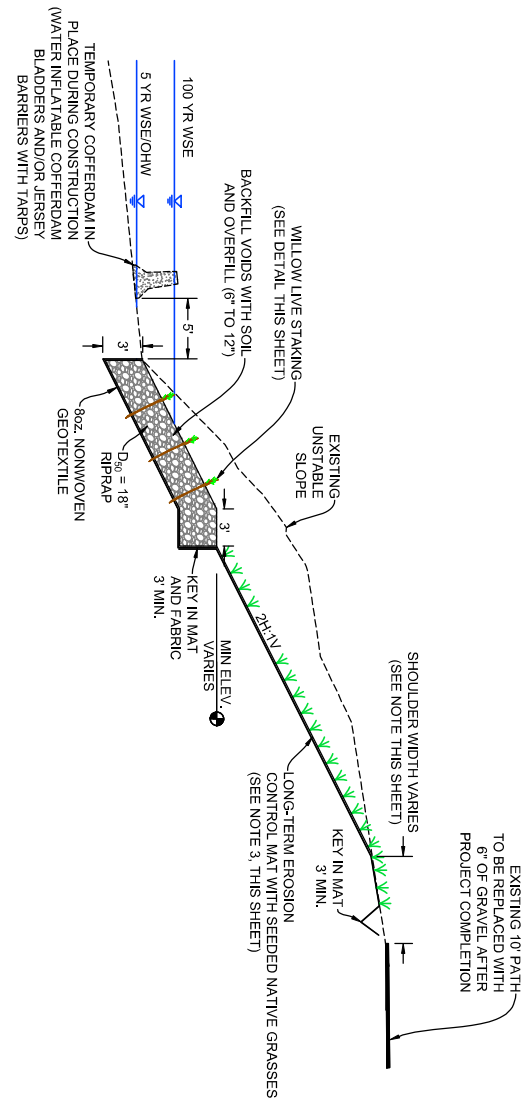 EXISTING 10' PATH
TO BE REPLACED WITH
6" OF GRAVEL AFTER
PROJECT COMPLETION
SHOULDER WIDTH VARIES
(SEE NOTE THIS SHEET)
EXISTING
UNSTABLE
SLOPE
WILLOW LIVE STAKING
(SEE DETAIL THIS SHEET)
BACKFILL VOIDS WITH SOIL
AND OVERFILL (6" TO 12")
100 YR WSE
5 YR WSE/OHW
TEMPORARY COFFERDAM IN
PLACE DURING CONSTRUCTION
(WATER INFLATABLE COFFERDAM
BLADDERS AND/OR JERSEY
BARRIERS WITH TARPS)
5'
3'
3'
2H:1V
KEY IN MAT
3' MIN.
D50 = 18"
RIPRAP
8oz. NONWOVEN
GEOTEXTILE
KEY IN MAT
AND FABRIC
3' MIN.
MIN ELEV.
VARIES
LONG-TERM EROSION
CONTROL MAT WITH SEEDED NATIVE GRASSES
(SEE NOTE 3, THIS SHEET)